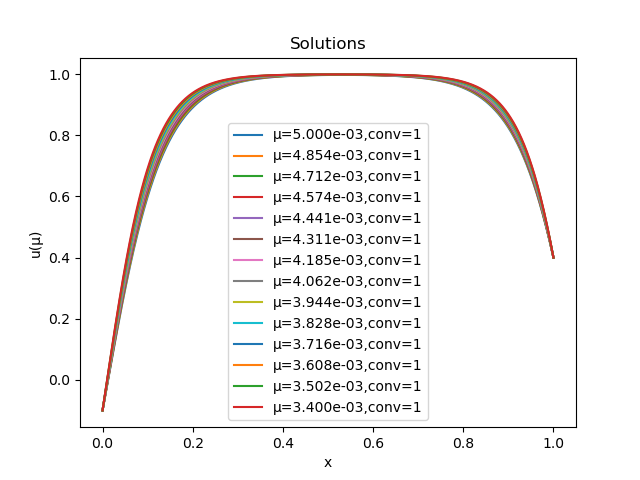 Solutions
1.0
0.8
0.6
0.4
0.2
0.0
u(μ)
μ=5.000e-03,conv=1
μ=4.854e-03,conv=1
μ=4.712e-03,conv=1
μ=4.574e-03,conv=1
μ=4.441e-03,conv=1
μ=4.311e-03,conv=1
μ=4.185e-03,conv=1
μ=4.062e-03,conv=1
μ=3.944e-03,conv=1
μ=3.828e-03,conv=1
μ=3.716e-03,conv=1
μ=3.608e-03,conv=1
μ=3.502e-03,conv=1
μ=3.400e-03,conv=1
0.0 0.2 0.4 0.6 0.8 1.0
x